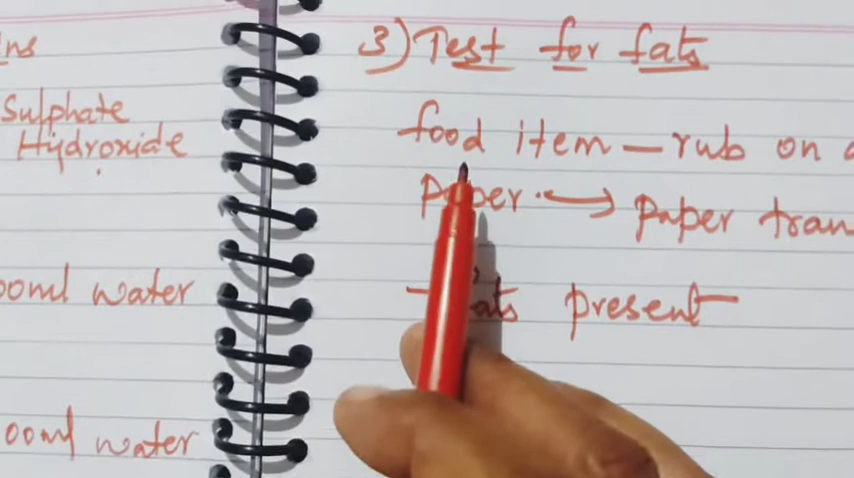 ns
Sulphate
Hydroxide
ooml water
ooml water
3) Test for fats
food item — rub on a
paper → paper tran
fats present